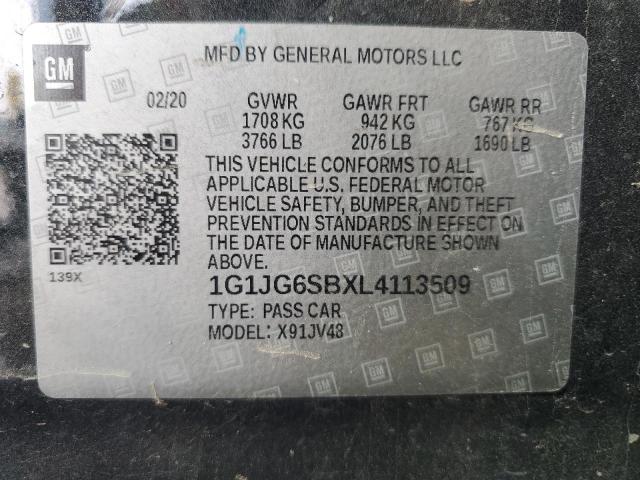 GM
MFD BY GENERAL MOTORS LLC
02/20 GVWR GAWR FRT GAWR RR
1708 KG 942 KG 767 KG
3766 LB 2076 LB 1690 LB
THIS VEHICLE CONFORMS TO ALL
APPLICABLE U.S. FEDERAL MOTOR
VEHICLE SAFETY, BUMPER, AND THEFT
PREVENTION STANDARDS IN EFFECT ON
THE DATE OF MANUFACTURE SHOWN
ABOVE.
139X
1G1JG6SBXL4113509
TYPE: PASS CAR
MODEL: X91JV48